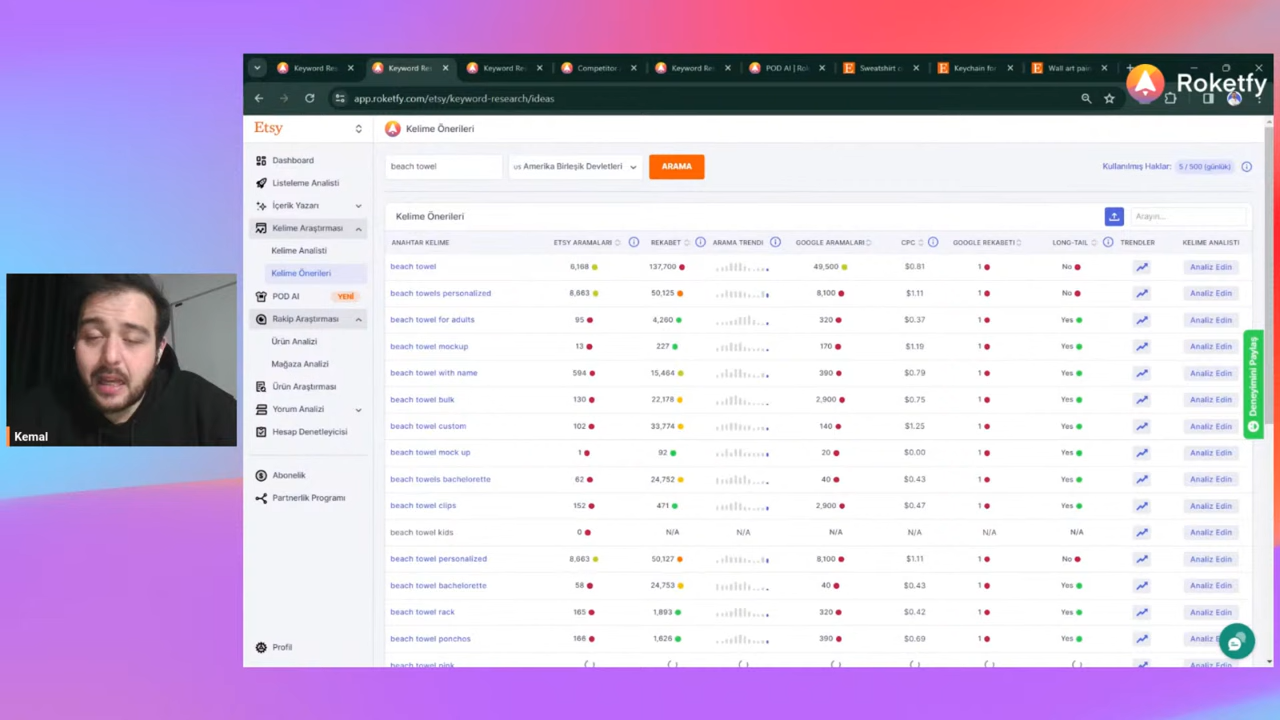 Keyword Res
Keyword Res
Keyword Res
Competitor
Keyword Res
POD AI | Rok
Sweatshirt c
Keychain for
Wall art pain
Roketfy
app.roketfy.com/etsy/keyword-research/ideas
Etsy
Kelime Önerileri
Dashboard
Listeleme Analisti
İçerik Yazarı
Kelime Araştırması
Kelime Analisti
Kelime Önerileri
POD AI YENİ
Rakip Araştırması
Ürün Analizi
Mağaza Analizi
Ürün Araştırması
Yorum Analizi
Hesap Denetleyicisi
Abonelik
Partnerlik Programı
Profil
beach towel us Amerika Birleşik Devletleri ARAMA Kullanılmış Haklar: 5 / 500 (günlük)
Kelime Önerileri Arayın...
ANAHTAR KELIME ETSY ARAMALARI REKABET ARAMA TRENDI GOOGLE ARAMALARI CPC GOOGLE REKABETI LONG-TAIL TRENDLER KELIME ANALISTI
beach towel 6,168 137,700 49,500 $0.81 1 No Analiz Edin
beach towels personalized 8,663 50,125 8,100 $1.11 1 No Analiz Edin
beach towel for adults 95 4,260 320 $0.37 1 Yes Analiz Edin
beach towel mockup 13 227 170 $1.19 1 Yes Analiz Edin
beach towel with name 594 15,464 390 $0.79 1 Yes Analiz Edin
beach towel bulk 130 22,178 2,900 $0.75 1 Yes Analiz Edin
beach towel custom 102 33,774 140 $1.25 1 Yes Analiz Edin
beach towel mock up 1 92 20 $0.00 1 Yes Analiz Edin
beach towels bachelorette 62 24,752 40 $0.43 1 Yes Analiz Edin
beach towel clips 152 471 2,900 $0.47 1 Yes Analiz Edin
beach towel kids 0 N/A N/A N/A N/A N/A N/A Analiz Edin
beach towel personalized 8,663 50,127 8,100 $1.11 1 No Analiz Edin
beach towel bachelorette 58 24,753 40 $0.43 1 Yes Analiz Edin
beach towel rack 165 1,893 320 $0.42 1 Yes Analiz Edin
beach towel ponchos 166 1,626 390 $0.69 1 Yes Analiz
beach towel pink
Deneyimini Paylaş
Kemal